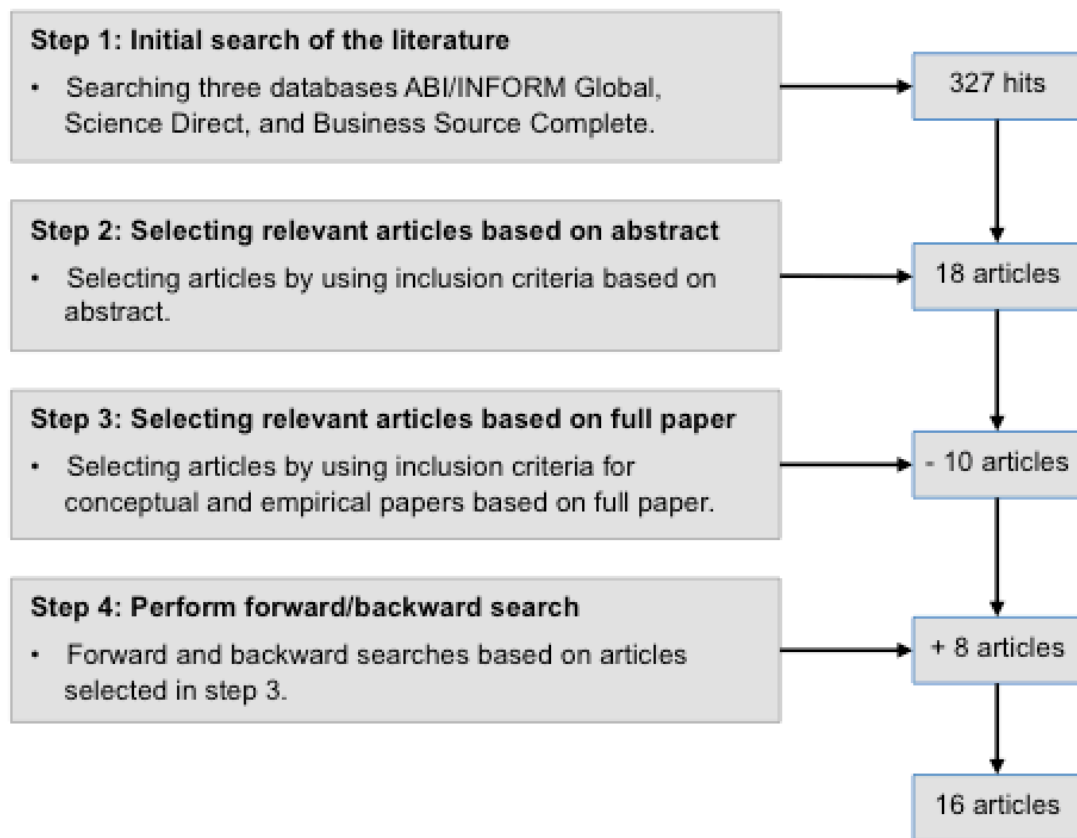 Step 1: Initial search of the literature
• Searching three databases ABI/INFORM Global,
Science Direct, and Business Source Complete.
327 hits
Step 2: Selecting relevant articles based on abstract
• Selecting articles by using inclusion criteria based on
abstract.
18 articles
Step 3: Selecting relevant articles based on full paper
• Selecting articles by using inclusion criteria for
conceptual and empirical papers based on full paper.
- 10 articles
Step 4: Perform forward/backward search
• Forward and backward searches based on articles
selected in step 3.
+ 8 articles
16 articles